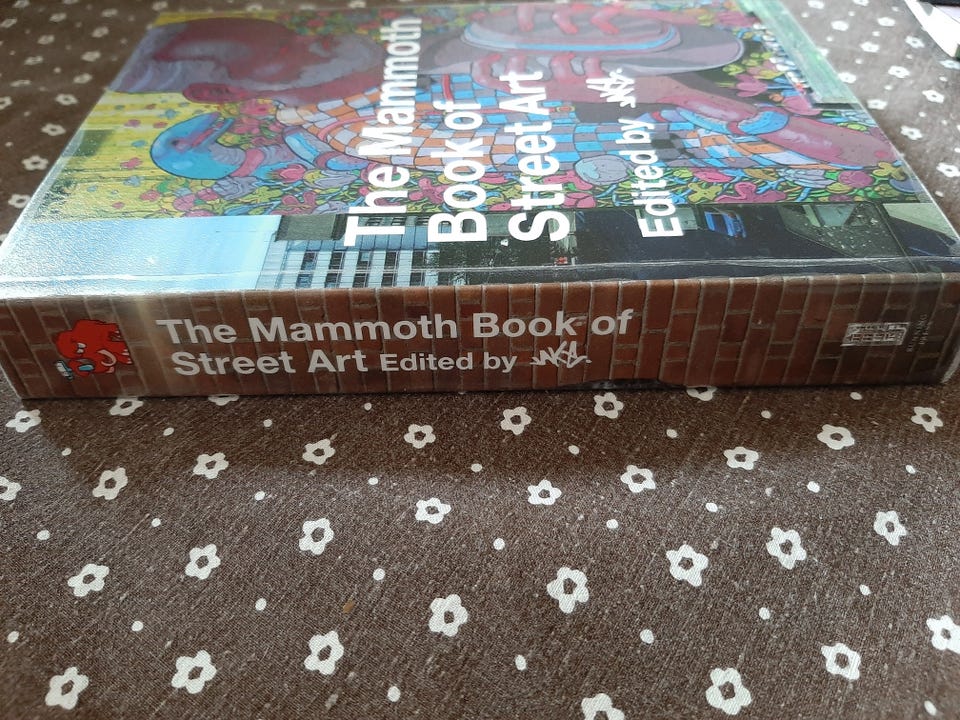 The Mammoth
Book of
Street Art
Edited by
The Mammoth Book of
Street Art Edited by